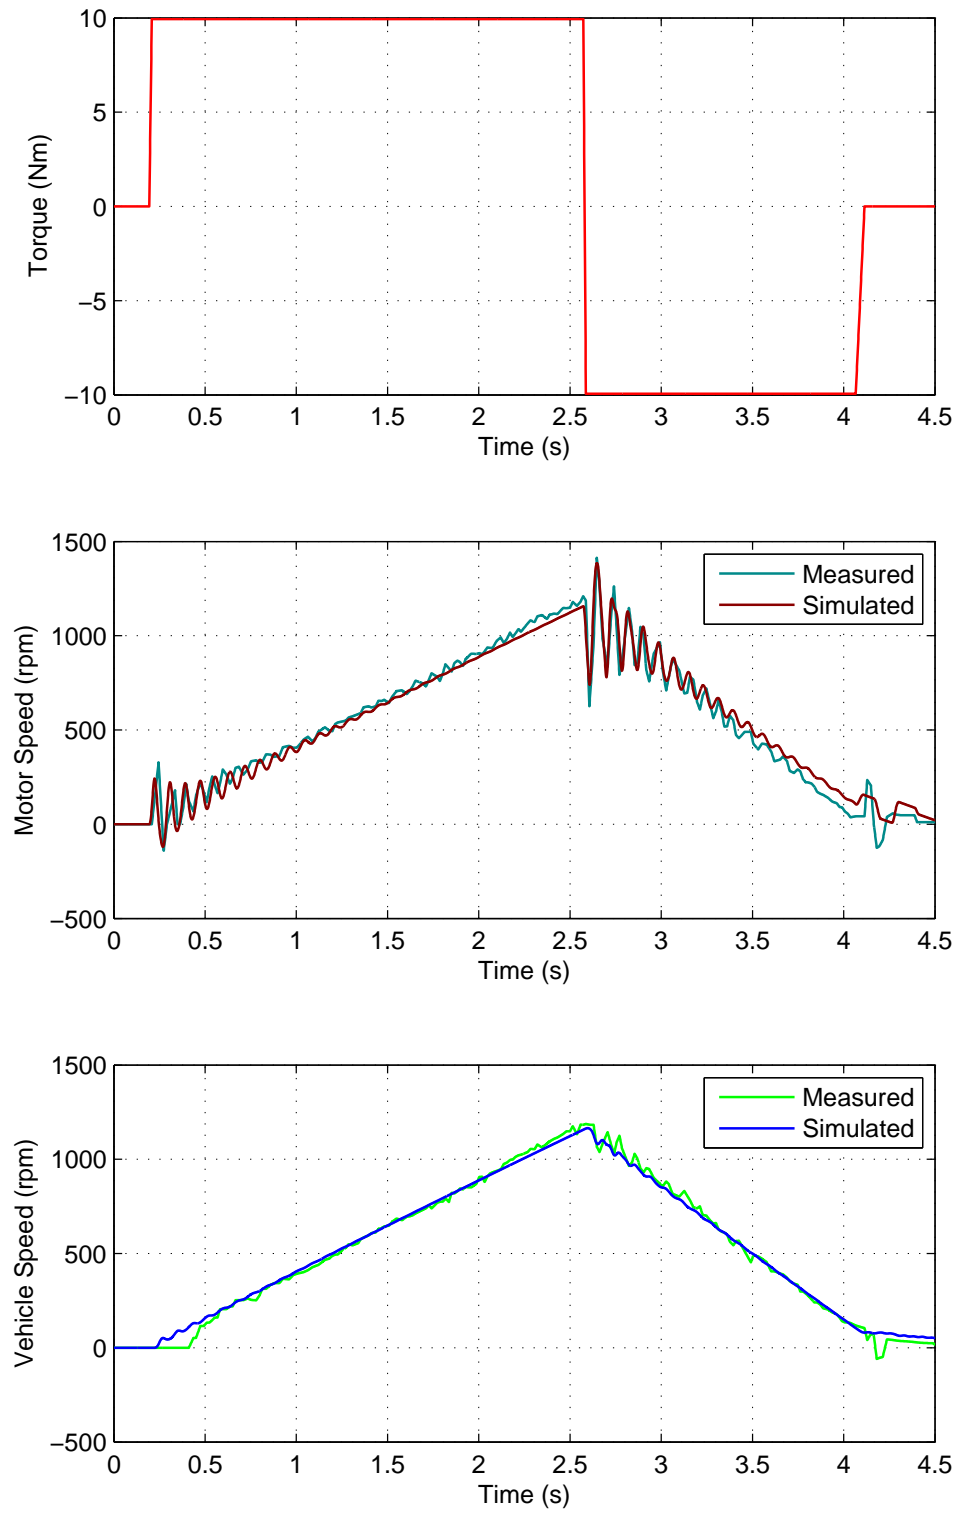 10
5
0
−5
−10
Torque (Nm)
0 0.5 1 1.5 2 2.5 3 3.5 4 4.5
Time (s)
1500
1000
500
0
−500
Motor Speed (rpm)
Measured
Simulated
0 0.5 1 1.5 2 2.5 3 3.5 4 4.5
Time (s)
1500
1000
500
0
−500
Vehicle Speed (rpm)
Measured
Simulated
0 0.5 1 1.5 2 2.5 3 3.5 4 4.5
Time (s)